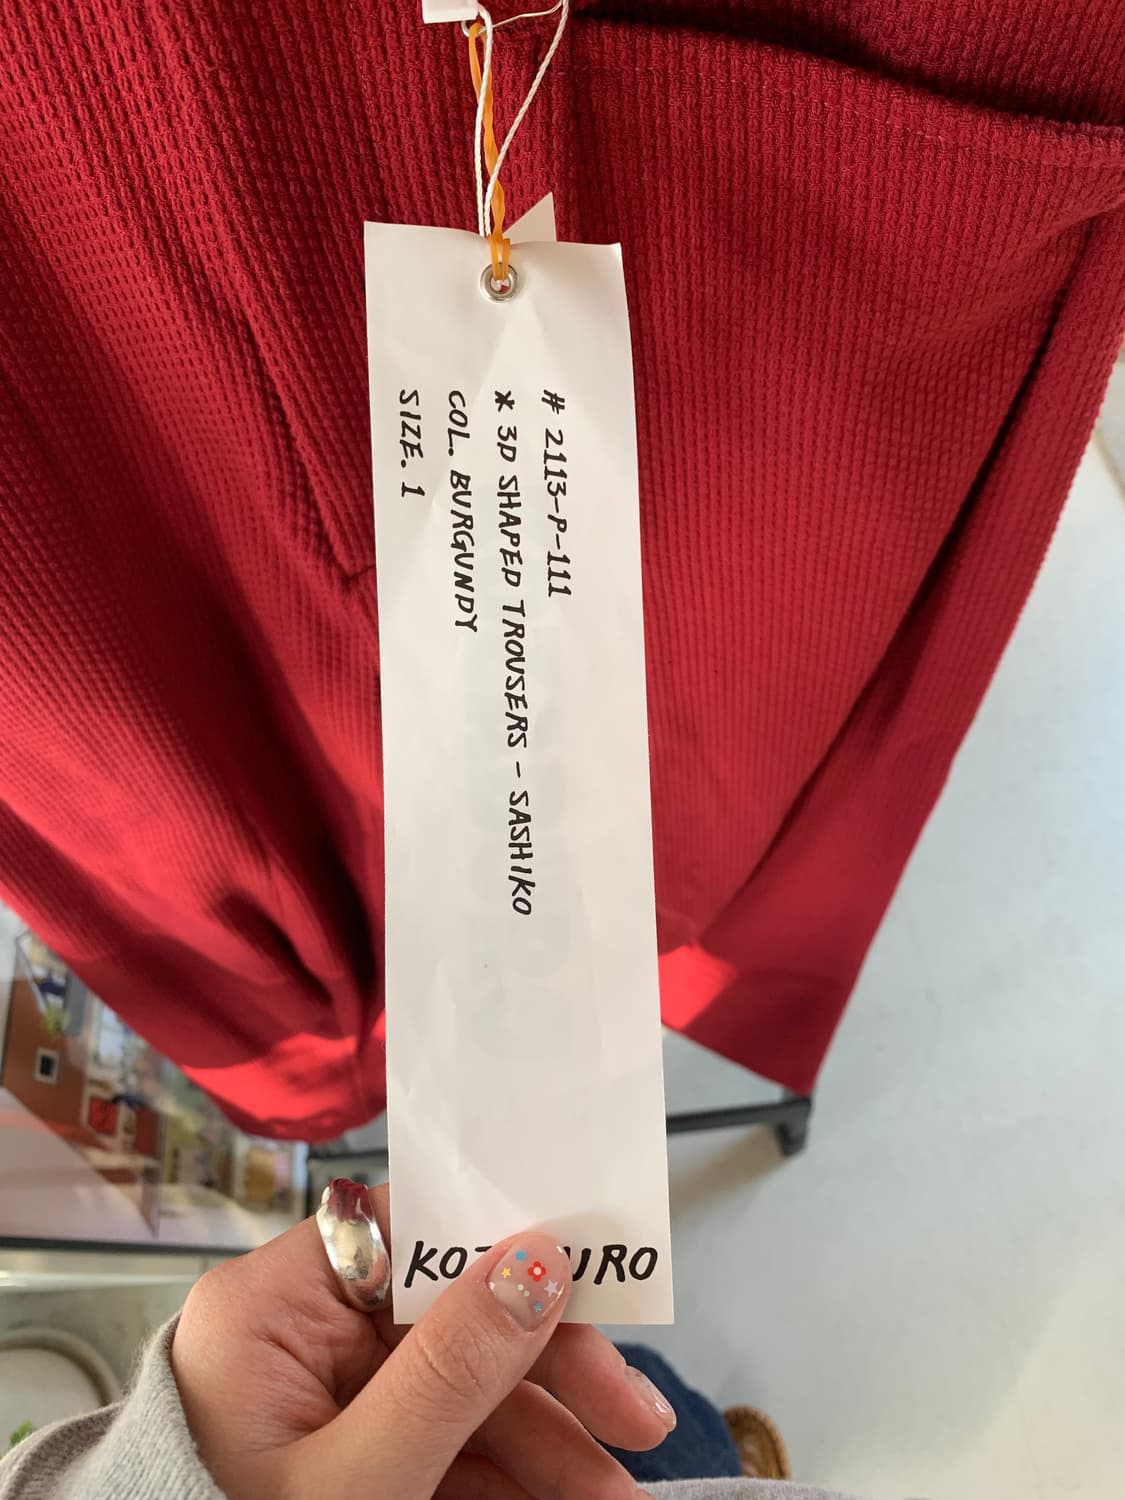 # 2113-P-111
* 3D SHAPED TROUSERS - SASHIKO
COL. BURGUNDY
SIZE. 1